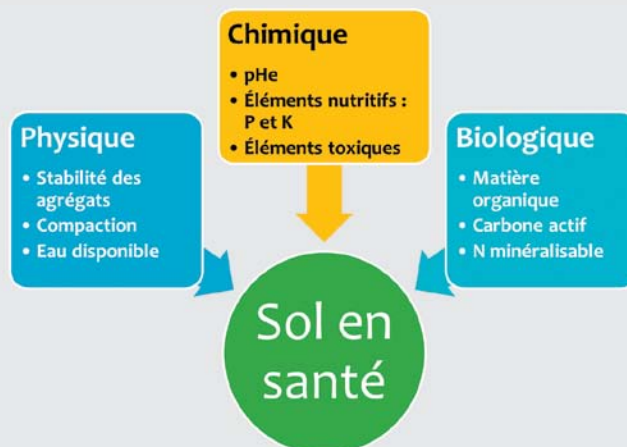 Chimique
• pHe
• Éléments nutritifs :
P et K
• Éléments toxiques
Physique
• Stabilité des
agrégats
• Compaction
• Eau disponible
Biologique
• Matière
organique
• Carbone actif
• N minéralisable
Sol en
santé